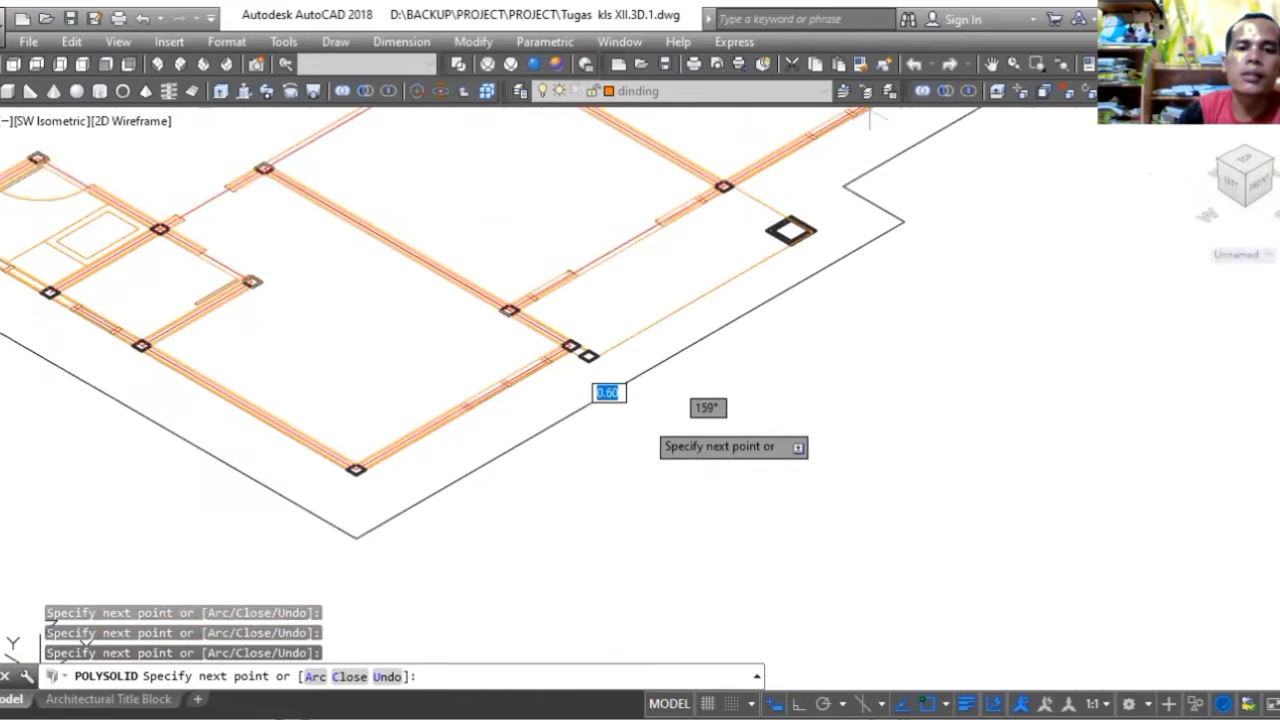 Autodesk AutoCAD 2018 D:\BACKUP\PROJECT\PROJECT\Tugas kls XII.3D.1.dwg
Type a keyword or phrase
Sign In
File Edit View Insert Format Tools Draw Dimension Modify Parametric Window Help Express
dinding
[−][SW Isometric][2D Wireframe]
TOP
LEFT
FRONT
W
Unnamed
0.60
159°
Specify next point or
Specify next point or [Arc/Close/Undo]:
Specify next point or [Arc/Close/Undo]:
Specify next point or [Arc/Close/Undo]:
Y
POLYSOLID Specify next point or [Arc Close Undo]:
odel Architectural Title Block +
MODEL
1:1